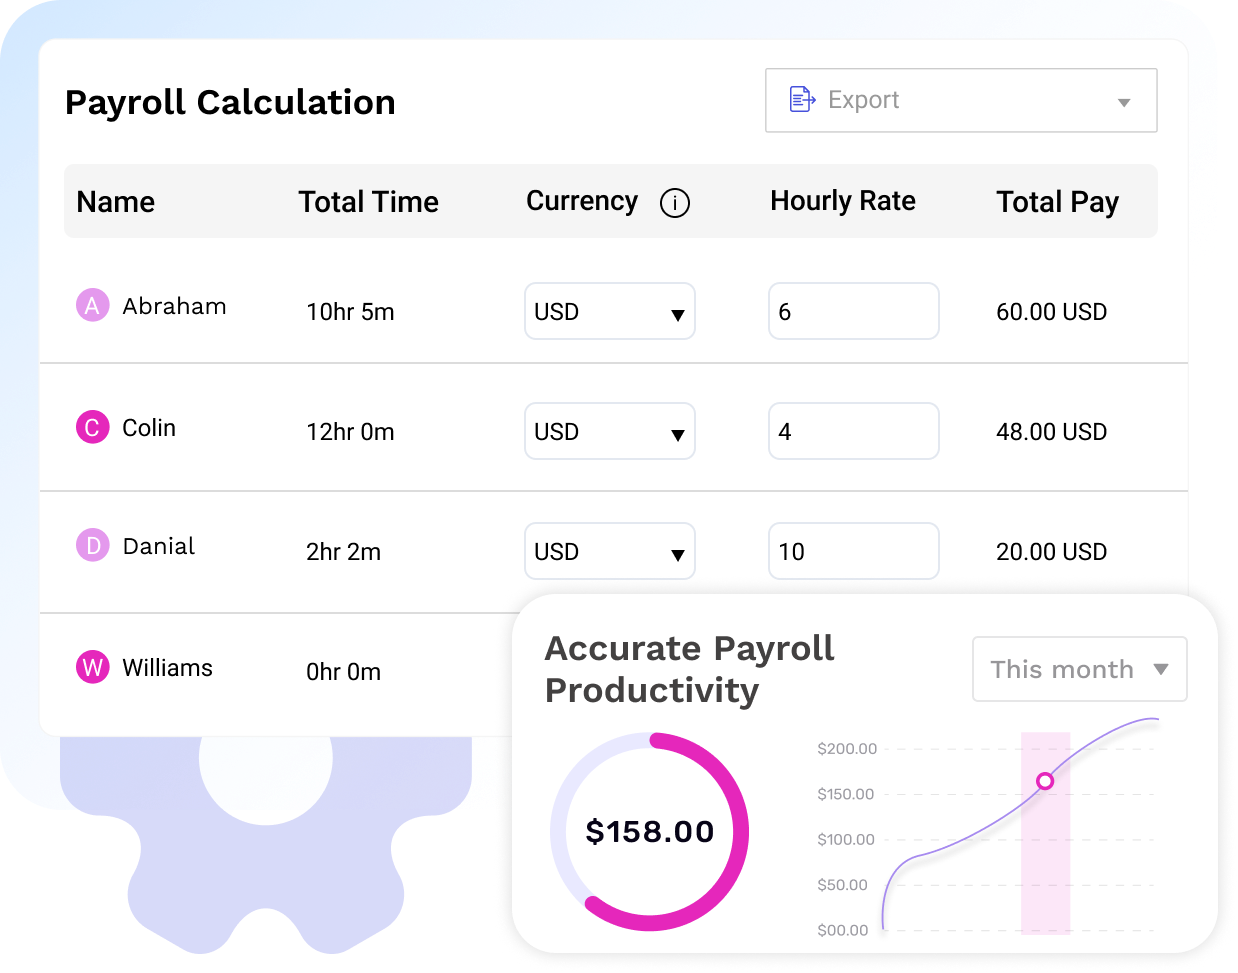 Payroll Calculation
Export
Name Total Time Currency i Hourly Rate Total Pay
A Abraham 10hr 5m USD 6 60.00 USD
C Colin 12hr 0m USD 4 48.00 USD
D Danial 2hr 2m USD 10 20.00 USD
W Williams 0hr 0m
Accurate Payroll
Productivity
This month
$158.00
$200.00
$150.00
$100.00
$50.00
$00.00